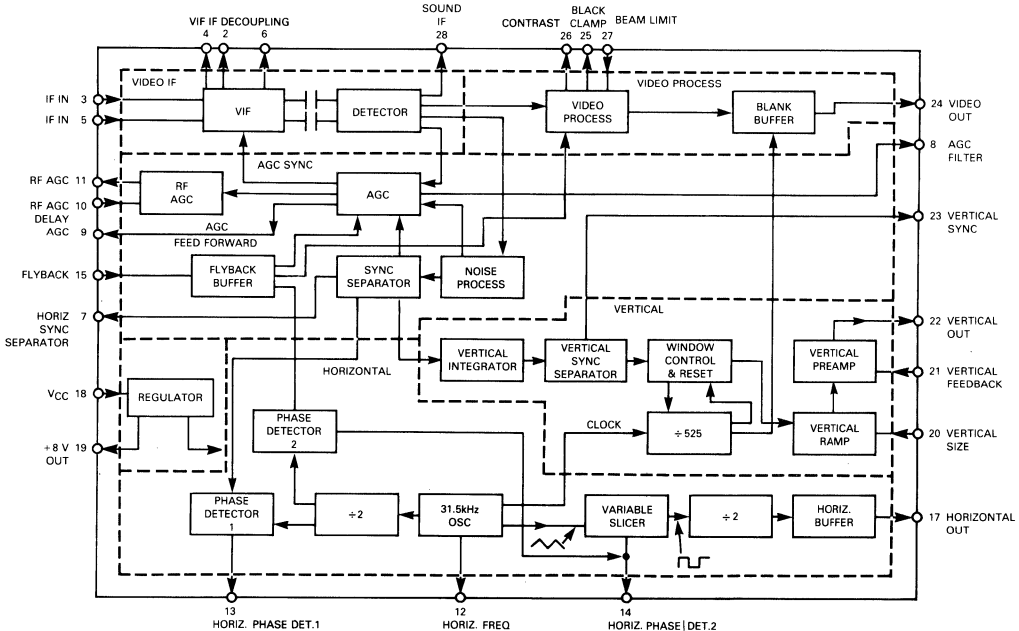 SOUND
IF
28
VIF IF DECOUPLING
4 2 6
CONTRAST
26
BLACK
CLAMP
25
BEAM LIMIT
27
VIDEO IF
VIDEO PROCESS
IF IN 3
IF IN 5
VIF
DETECTOR
VIDEO
PROCESS
BLANK
BUFFER
24 VIDEO
OUT
8 AGC
FILTER
AGC SYNC
RF AGC 11
RF AGC 10
DELAY
AGC 9
RF
AGC
AGC
AGC
FEED FORWARD
23 VERTICAL
SYNC
FLYBACK 15
FLYBACK
BUFFER
SYNC
SEPARATOR
NOISE
PROCESS
HORIZ 7
SYNC
SEPARATOR
VERTICAL
22 VERTICAL
OUT
HORIZONTAL
VERTICAL
INTEGRATOR
VERTICAL
SYNC
SEPARATOR
WINDOW
CONTROL
& RESET
VERTICAL
PREAMP
21 VERTICAL
FEEDBACK
VCC 18
REGULATOR
+8 V 19
OUT
PHASE
DETECTOR
2
CLOCK
÷525
VERTICAL
RAMP
20 VERTICAL
SIZE
PHASE
DETECTOR
1
÷2
31.5kHz
OSC
VARIABLE
SLICER
÷2
HORIZ.
BUFFER
17 HORIZONTAL
OUT
13
HORIZ. PHASE DET.1
12
HORIZ. FREQ
14
HORIZ. PHASE DET.2